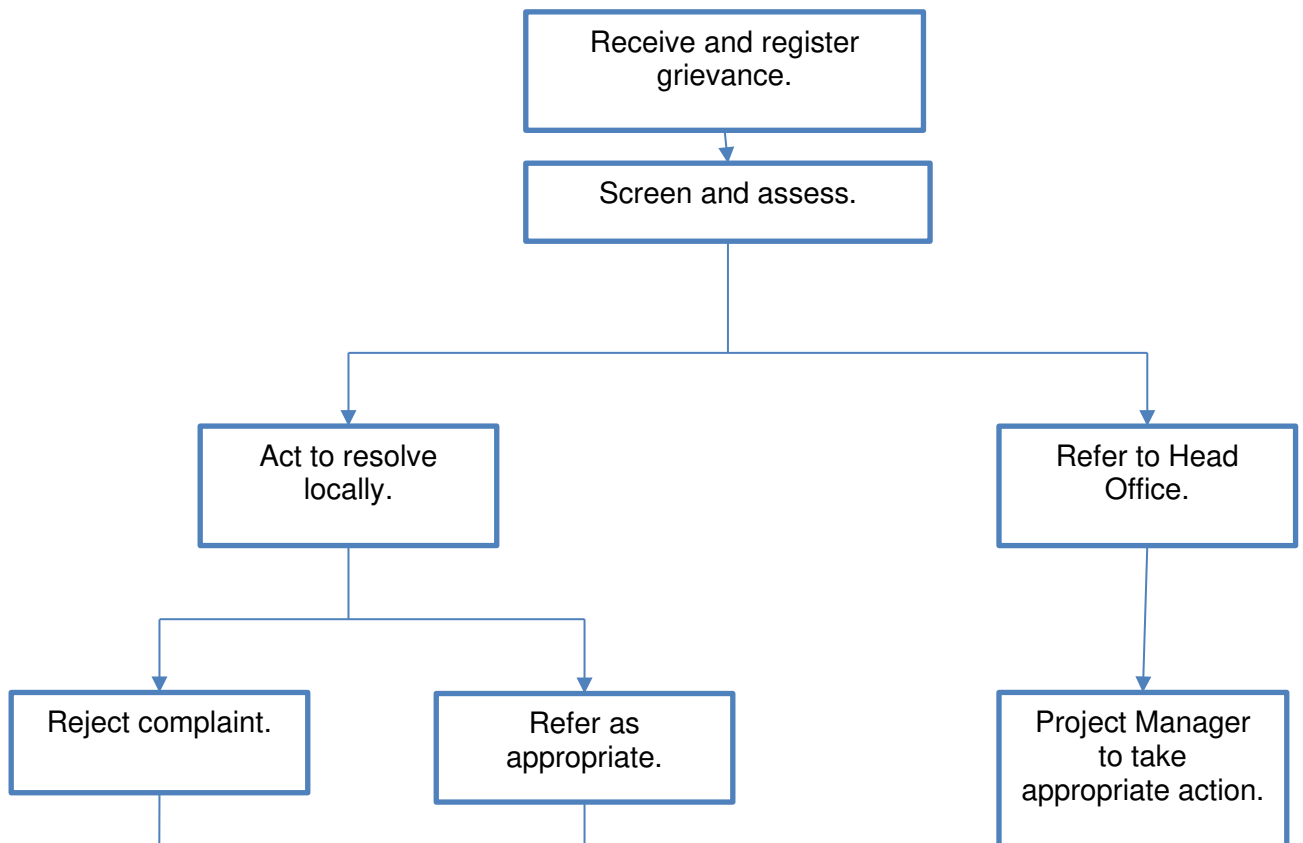 Receive and register
grievance.
Screen and assess.
Act to resolve
locally.
Refer to Head
Office.
Reject complaint.
Refer as
appropriate.
Project Manager
to take
appropriate action.